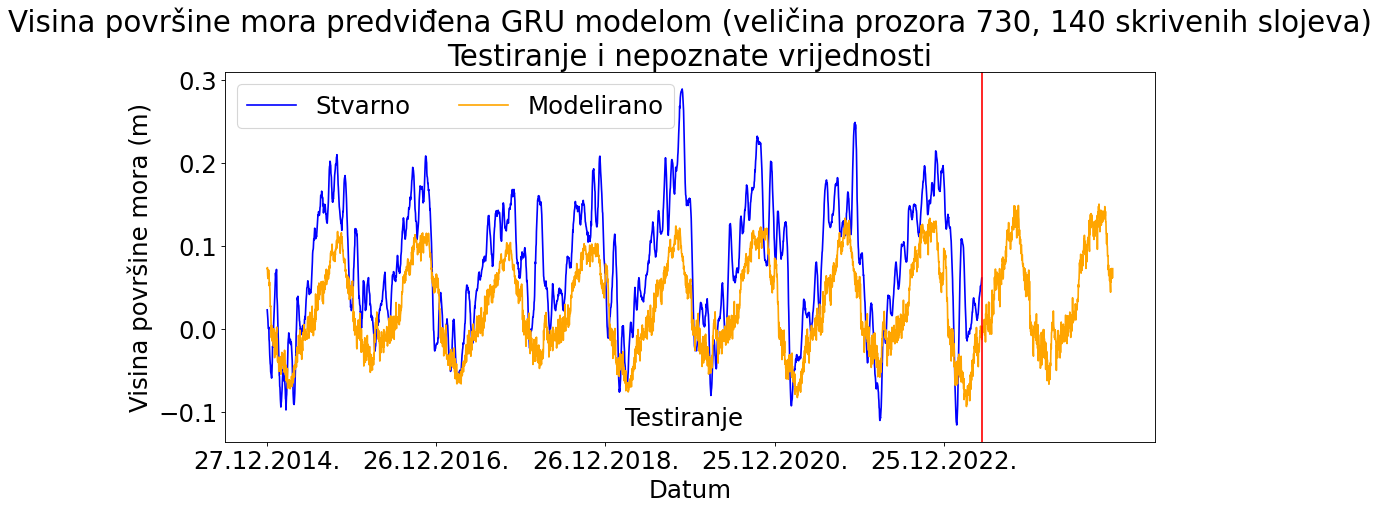 Visina površine mora predviđena GRU modelom (veličina prozora 730, 140 skrivenih slojeva)
Testiranje i nepoznate vrijednosti
Stvarno
Modelirano
Visina površine mora (m)
0.3
0.2
0.1
0.0
−0.1
Testiranje
27.12.2014.
26.12.2016.
26.12.2018.
25.12.2020.
25.12.2022.
Datum